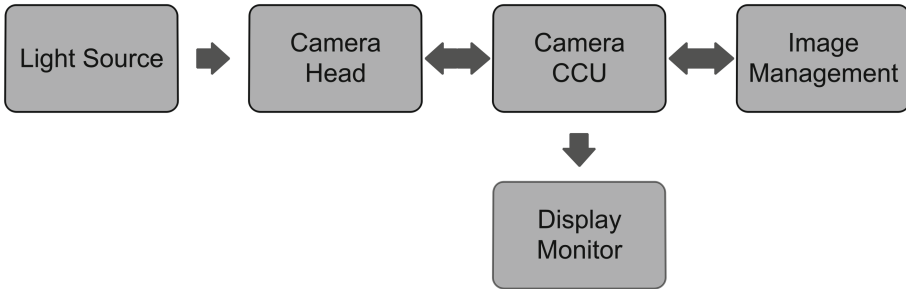 Light Source
Camera
Head
Camera
CCU
Image
Management
Display
Monitor